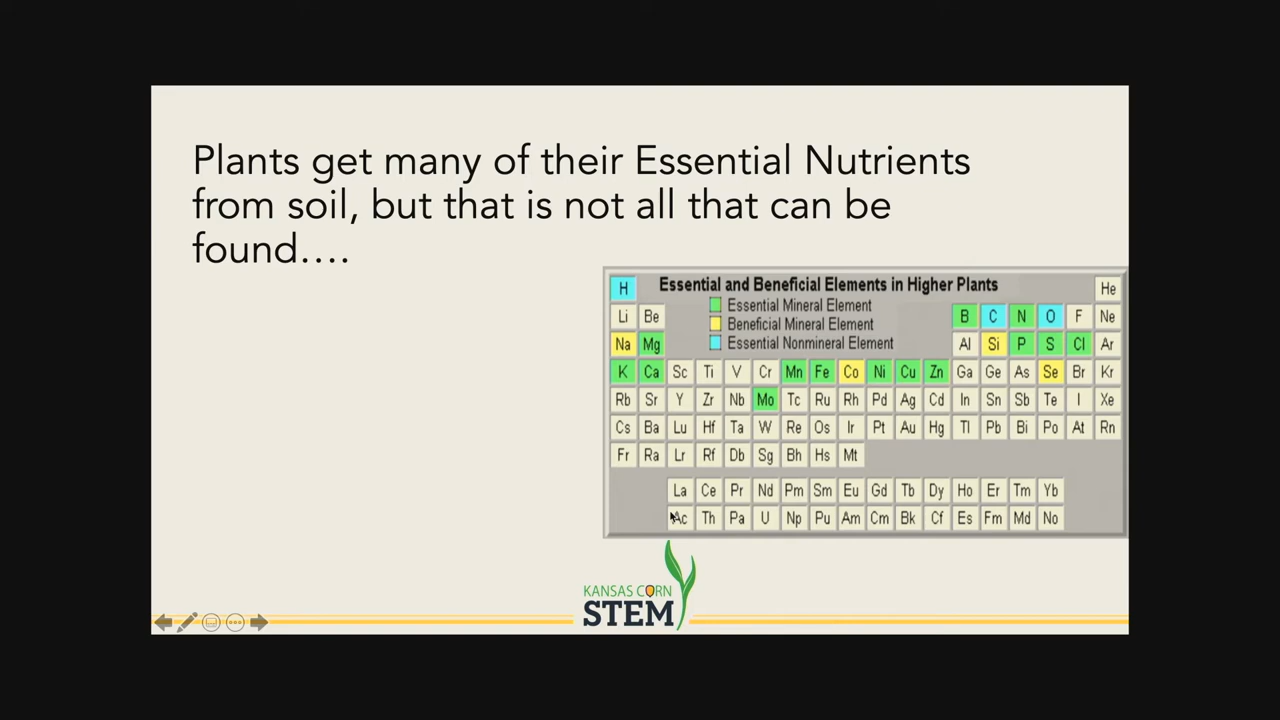 Plants get many of their Essential Nutrients
from soil, but that is not all that can be
found....
Essential and Beneficial Elements in Higher Plants
Essential Mineral Element
Beneficial Mineral Element
Essential Nonmineral Element
H He
Li Be B C N O F Ne
Na Mg Al Si P S Cl Ar
K Ca Sc Ti V Cr Mn Fe Co Ni Cu Zn Ga Ge As Se Br Kr
Rb Sr Y Zr Nb Mo Tc Ru Rh Pd Ag Cd In Sn Sb Te I Xe
Cs Ba Lu Hf Ta W Re Os Ir Pt Au Hg Tl Pb Bi Po At Rn
Fr Ra Lr Rf Db Sg Bh Hs Mt
La Ce Pr Nd Pm Sm Eu Gd Tb Dy Ho Er Tm Yb
Ac Th Pa U Np Pu Am Cm Bk Cf Es Fm Md No
KANSAS CORN
STEM